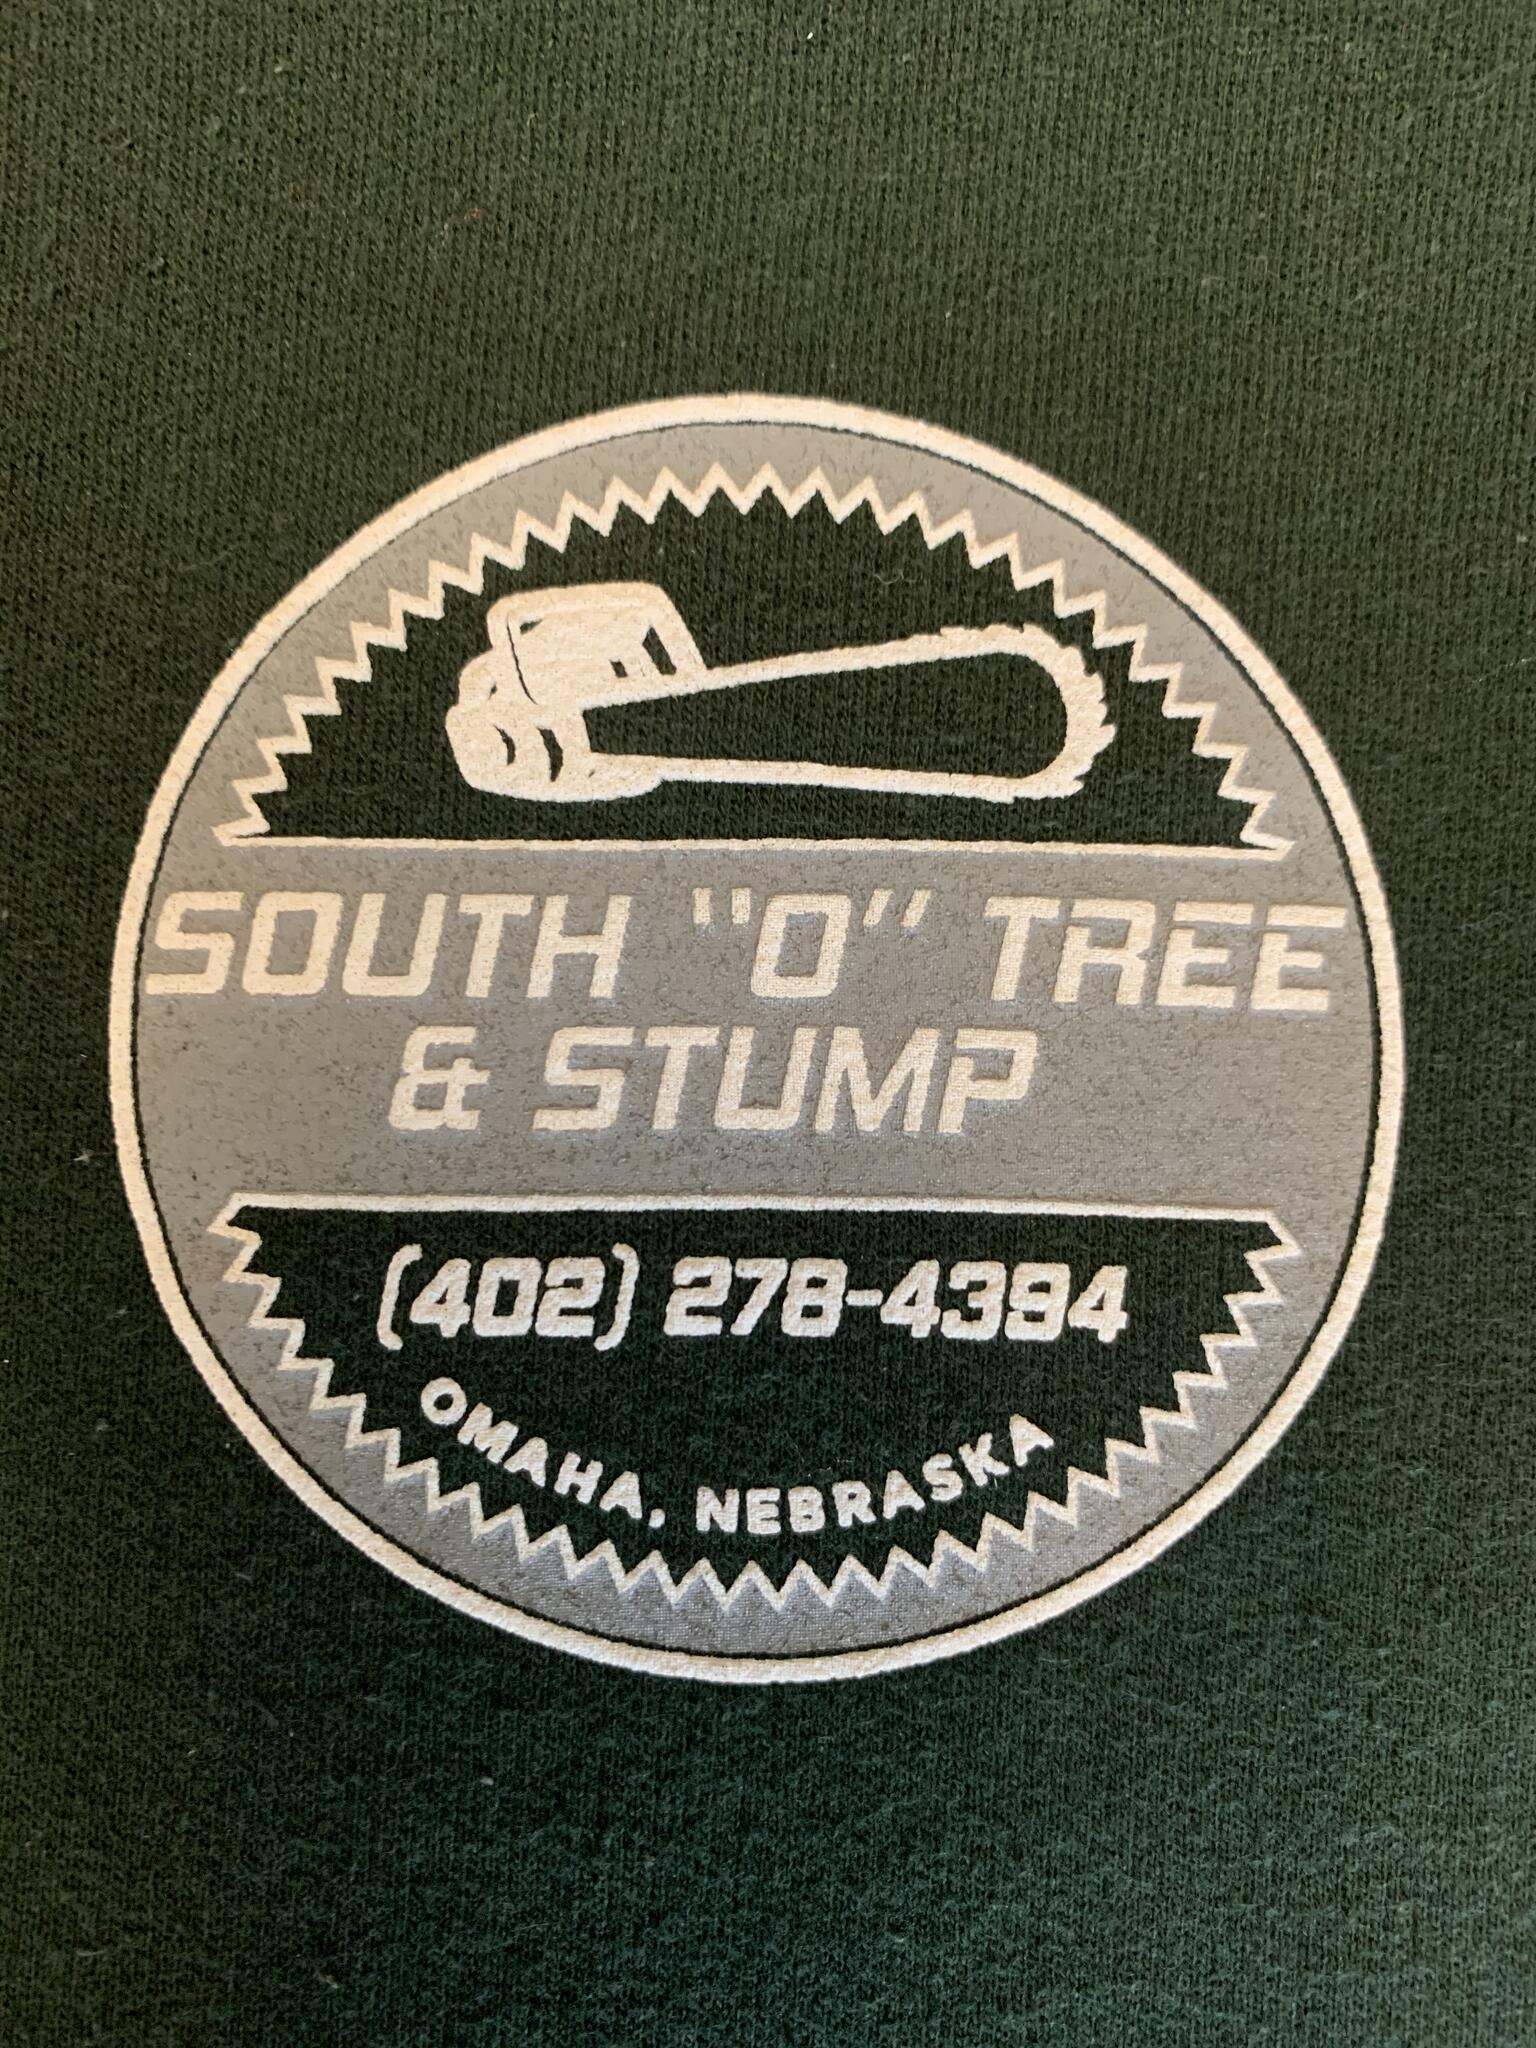 SOUTH "O" TREE
& STUMP
(402) 278-4394
OMAHA, NEBRASKA